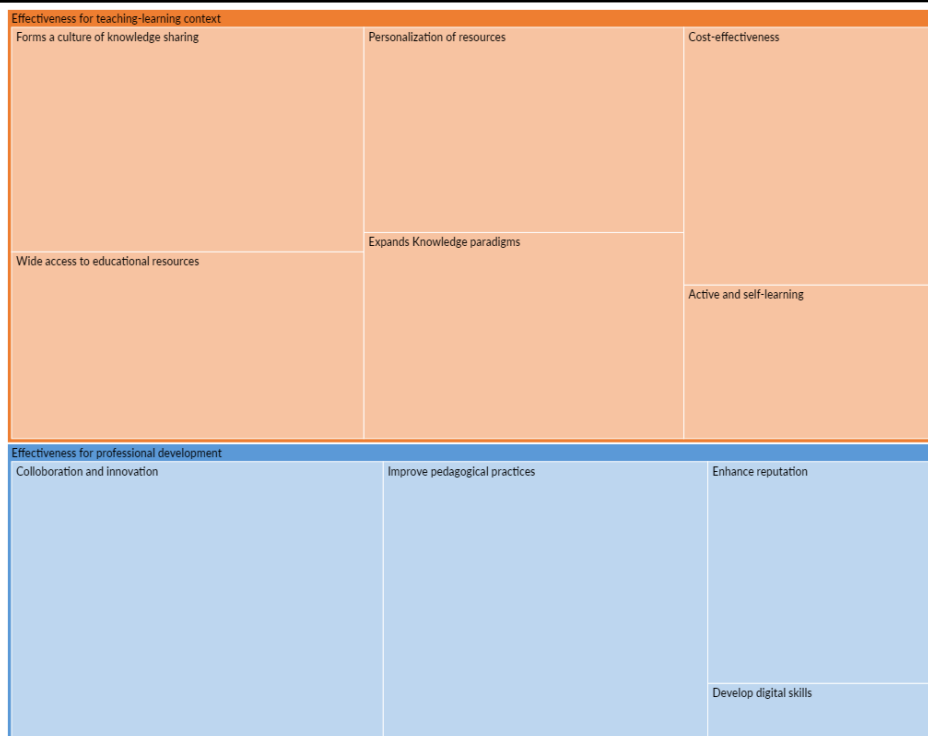 Effectiveness for teaching-learning context
Forms a culture of knowledge sharing
Personalization of resources
Cost-effectiveness
Expands Knowledge paradigms
Wide access to educational resources
Active and self-learning
Effectiveness for professional development
Colloboration and innovation
Improve pedagogical practices
Enhance reputation
Develop digital skills